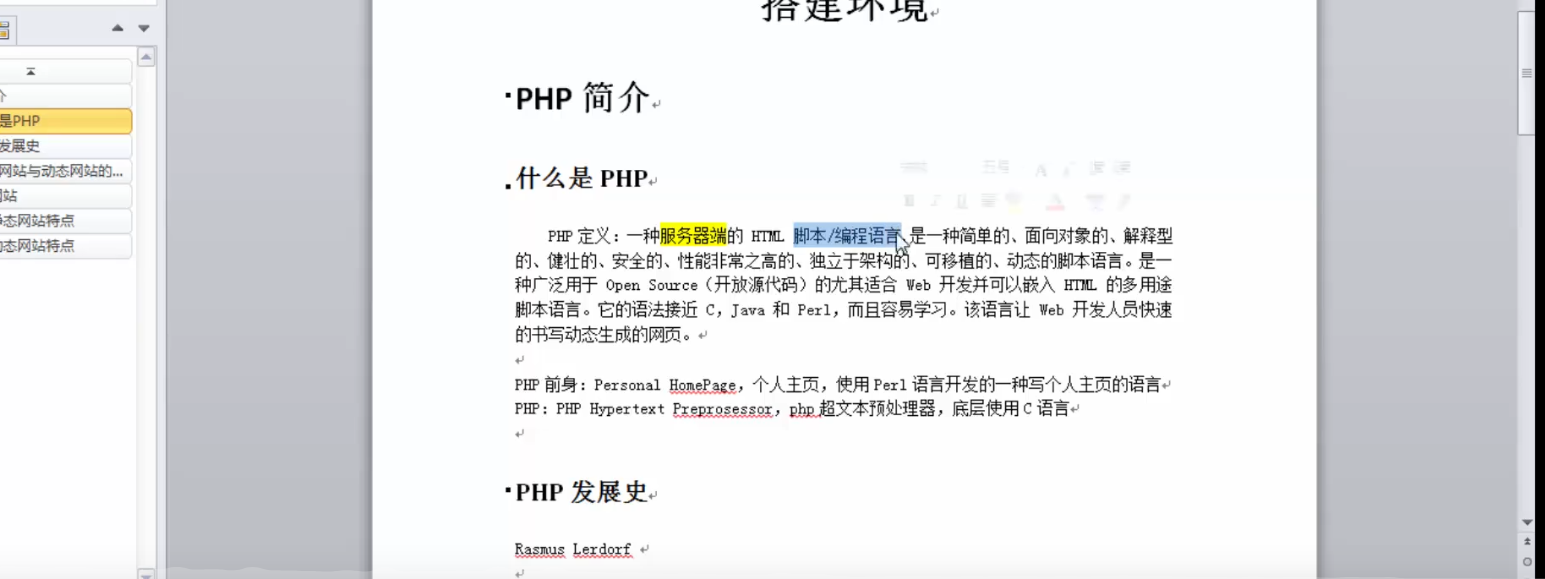 搭建环境
PHP 简介
介
是PHP
什么是 PHP
发展史
网站与动态网站的...
网站
静态网站特点
动态网站特点
五号
PHP 定义：一种服务器端的 HTML 脚本/编程语言，是一种简单的、面向对象的、解释型
的、健壮的、安全的、性能非常之高的、独立于架构的、可移植的、动态的脚本语言。是一
种广泛用于 Open Source（开放源代码）的尤其适合 Web 开发并可以嵌入 HTML 的多用途
脚本语言。它的语法接近 C，Java 和 Perl，而且容易学习。该语言让 Web 开发人员快速
的书写动态生成的网页。
PHP 前身：Personal HomePage，个人主页，使用 Perl 语言开发的一种写个人主页的语言
PHP：PHP Hypertext Preprosessor，php 超文本预处理器，底层使用 C 语言
PHP 发展史
Rasmus Lerdorf